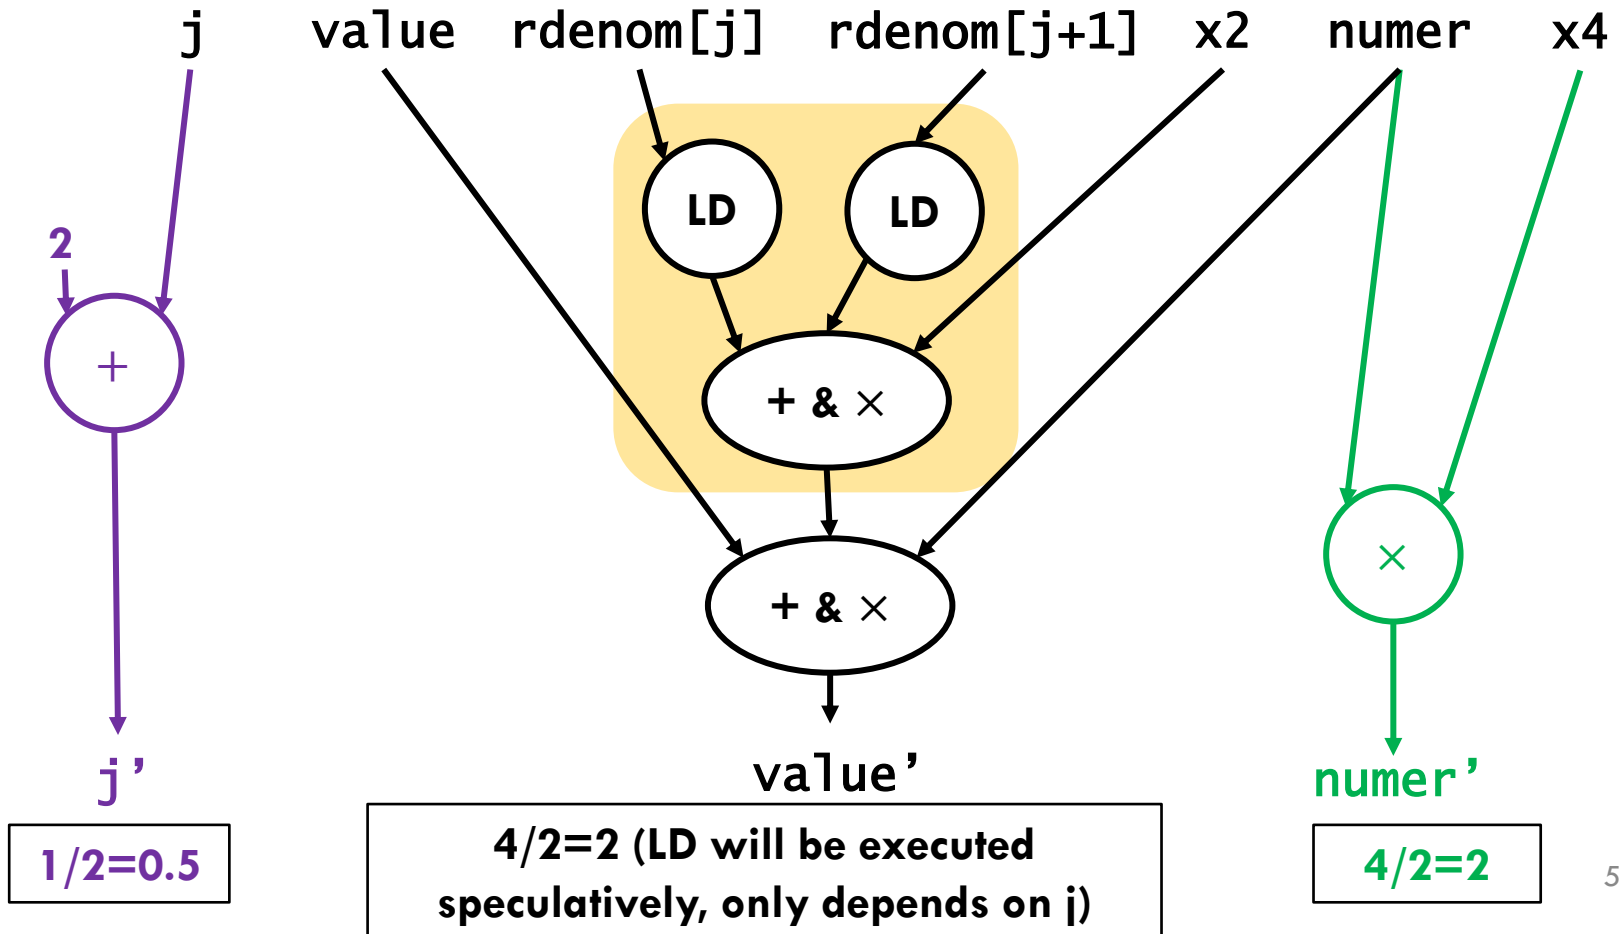 j value rdenom[j] rdenom[j+1] x2 numer x4
LD LD
2
+
+ & ×
×
+ & ×
j’ value’ numer’
1/2=0.5
4/2=2 (LD will be executed
speculatively, only depends on j)
4/2=2
5